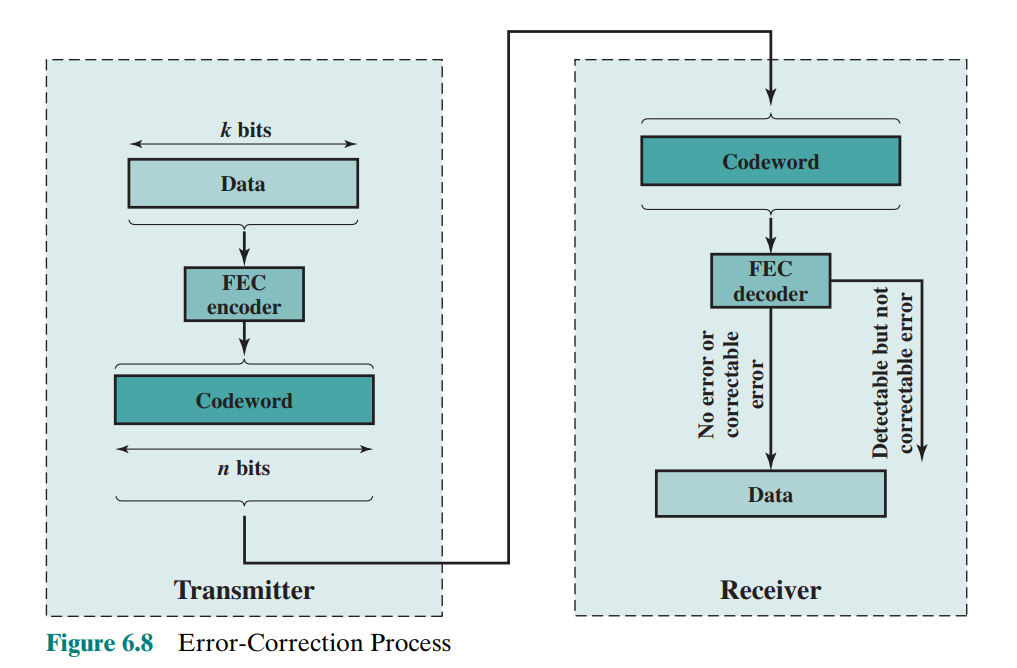 k bits
Data
FEC
encoder
Codeword
n bits
Transmitter
Codeword
FEC
decoder
No error or
correctable
error
Detectable but not
correctable error
Data
Receiver
Figure 6.8 Error-Correction Process